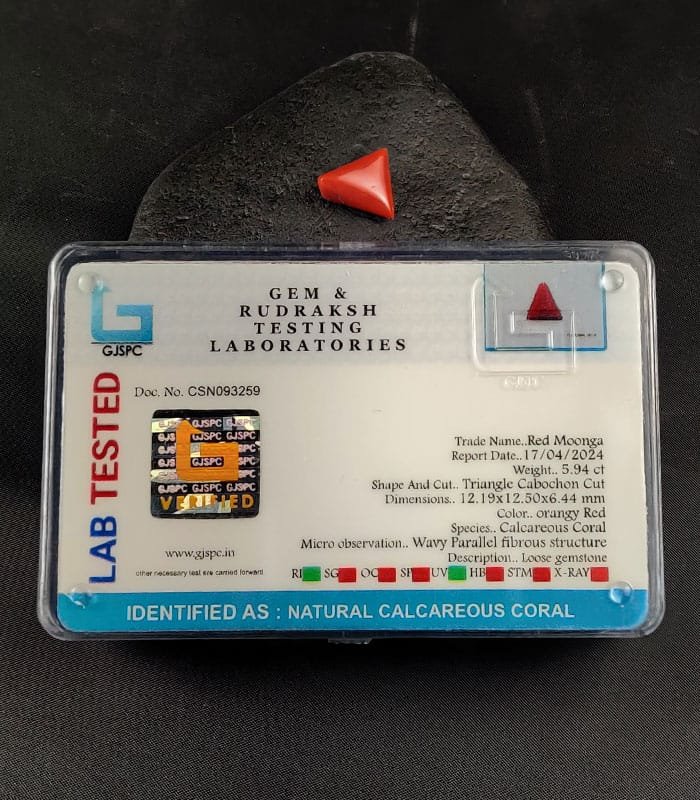 GJSPC
GEM &
RUDRAKSH
TESTING
LABORATORIES
LAB TESTED
Doc. No. CSN093259
GJSPC GJSPC GJSPC
VERIFIED
www.gjspc.in
other necessary test are carried forward
Trade Name..Red Moonga
Report Date..17/04/2024
Weight.. 5.94 ct
Shape And Cut.. Triangle Cabochon Cut
Dimensions.. 12.19x12.50x6.44 mm
Color.. orangy Red
Species.. Calcareous Coral
Micro observation.. Wavy Parallel fibrous structure
Description.. Loose gemstone
RI SG OC SP UV HB STM X-RAY
IDENTIFIED AS : NATURAL CALCAREOUS CORAL